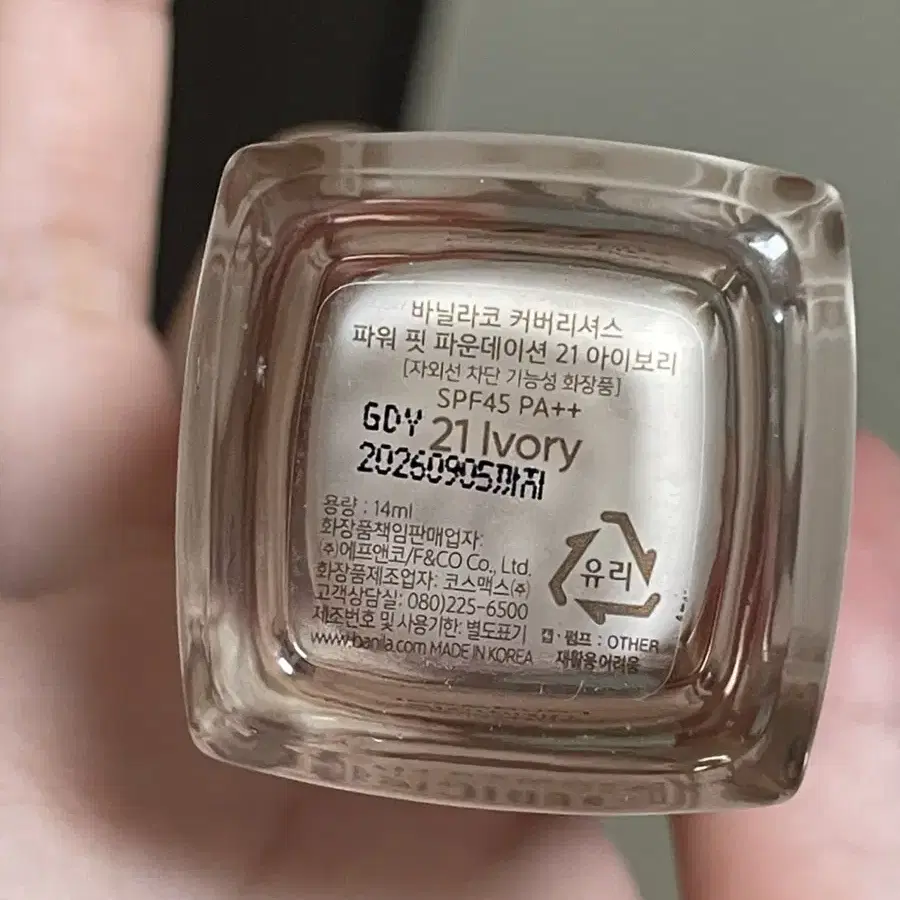 바닐라코 커버리셔스
파워 핏 파운데이션 21 아이보리
[자외선 차단 기능성 화장품]
SPF45 PA++
GDY
21 Ivory
20260905까지
용량 : 14ml
화장품책임판매업자:
(주)에프앤코/F&CO Co., Ltd.
화장품제조업자: 코스맥스(주)
고객상담실: 080)225-6500
제조번호 및 사용기한: 별도표기
www.banila.com MADE IN KOREA
유리
캡·펌프 : OTHER
재활용 어려움